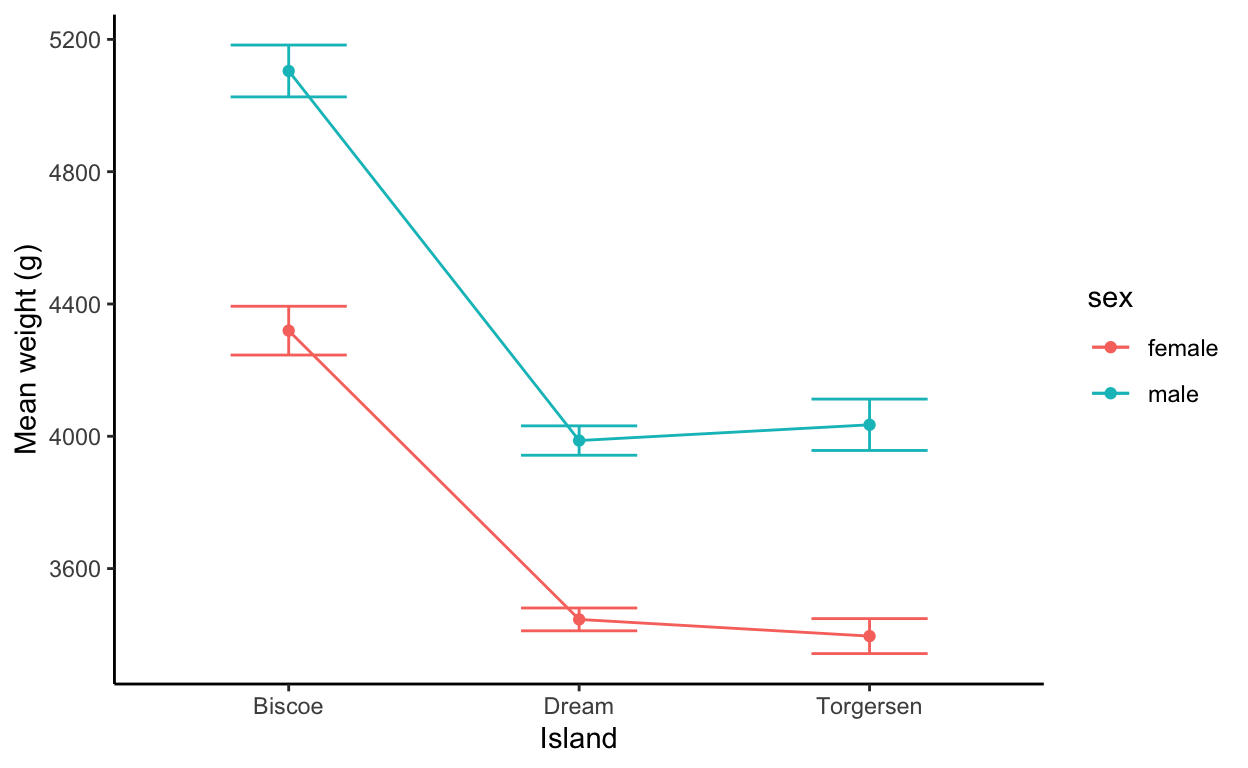 5200
4800
4400
4000
3600
Mean weight (g)
Biscoe Dream Torgersen
Island
sex
female
male